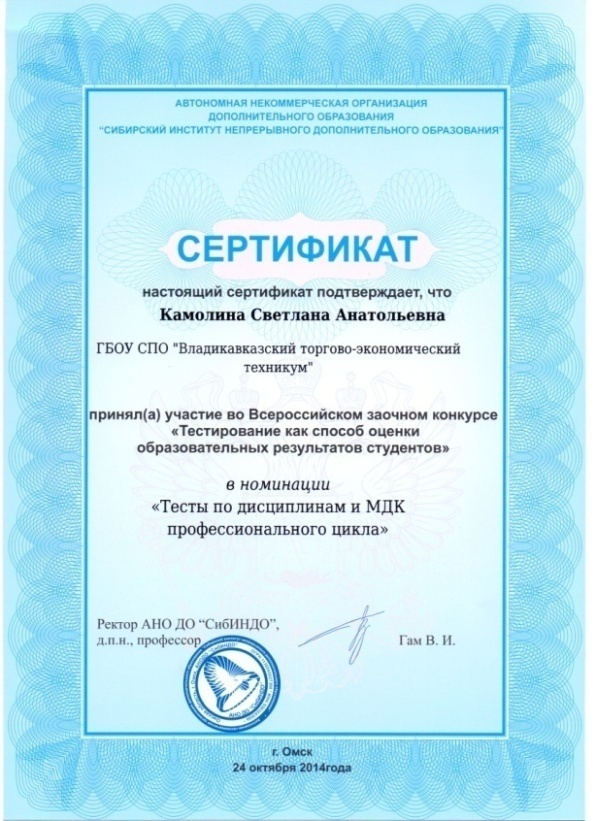 АВТОНОМНАЯ НЕКОММЕРЧЕСКАЯ ОРГАНИЗАЦИЯ
ДОПОЛНИТЕЛЬНОГО ОБРАЗОВАНИЯ
“СИБИРСКИЙ ИНСТИТУТ НЕПРЕРЫВНОГО ДОПОЛНИТЕЛЬНОГО ОБРАЗОВАНИЯ”
СЕРТИФИКАТ
настоящий сертификат подтверждает, что
Камолина Светлана Анатольевна
ГБОУ СПО "Владикавказский торгово-экономический
техникум"
принял(а) участие во Всероссийском заочном конкурсе
«Тестирование как способ оценки
образовательных результатов студентов»
в номинации
«Тесты по дисциплинам и МДК
профессионального цикла»
Ректор АНО ДО “СибИНДО”,
д.п.н., профессор
Гам В. И.
г. Омск
24 октября 2014года